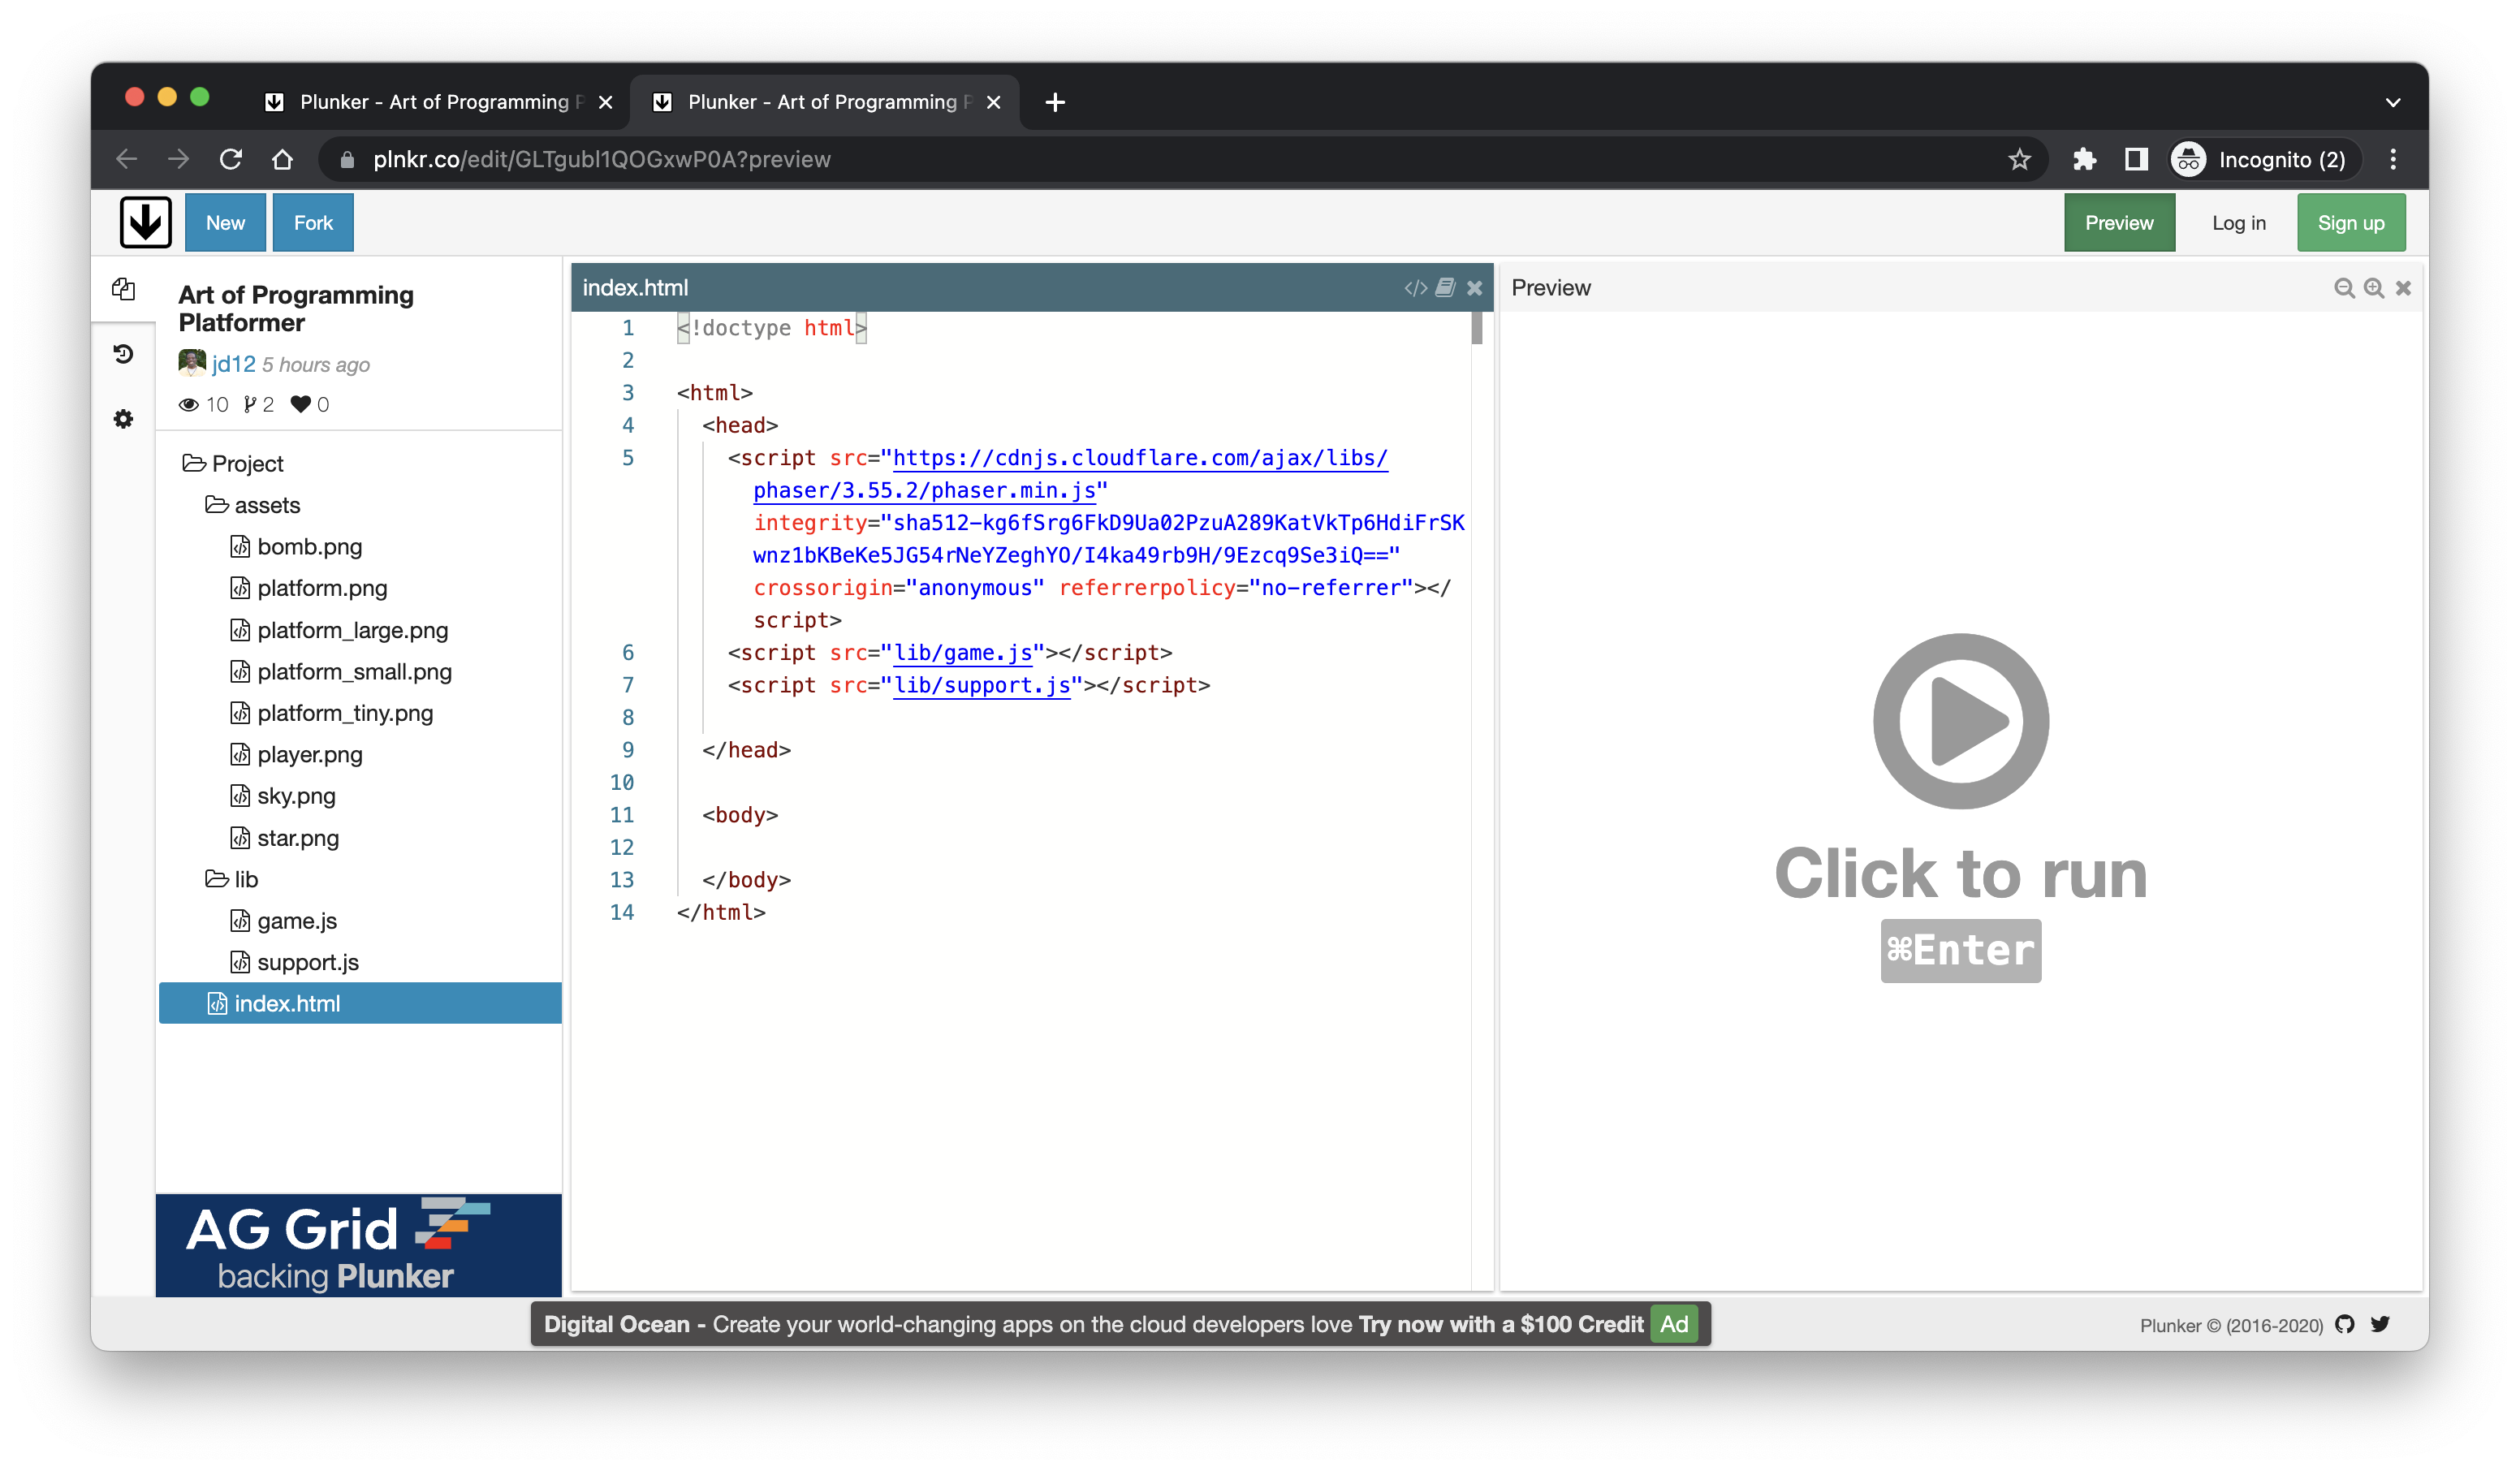 Plunker - Art of Programming
Plunker - Art of Programming
plnkr.co/edit/GLTgubl1QOGxwP0A?preview
Incognito (2)
New
Fork
Preview
Log in
Sign up
Art of Programming
Platformer
jd12 5 hours ago
10 2 0
Project
assets
bomb.png
platform.png
platform_large.png
platform_small.png
platform_tiny.png
player.png
sky.png
star.png
lib
game.js
support.js
index.html
AG Grid
backing Plunker
index.html
1 <!doctype html>
2
3 <html>
4 <head>
5 <script src="https://cdnjs.cloudflare.com/ajax/libs/
phaser/3.55.2/phaser.min.js"
integrity="sha512-kg6fSrg6FkD9Ua02PzuA289KatVkTp6HdiFrSK
wnz1bKBeKe5JG54rNeYZeghYO/I4ka49rb9H/9Ezcq9Se3iQ=="
crossorigin="anonymous" referrerpolicy="no-referrer"></
script>
6 <script src="lib/game.js"></script>
7 <script src="lib/support.js"></script>
8
9 </head>
10
11 <body>
12
13 </body>
14 </html>
Preview
Click to run
⌘Enter
Digital Ocean - Create your world-changing apps on the cloud developers love Try now with a $100 Credit Ad
Plunker © (2016-2020)